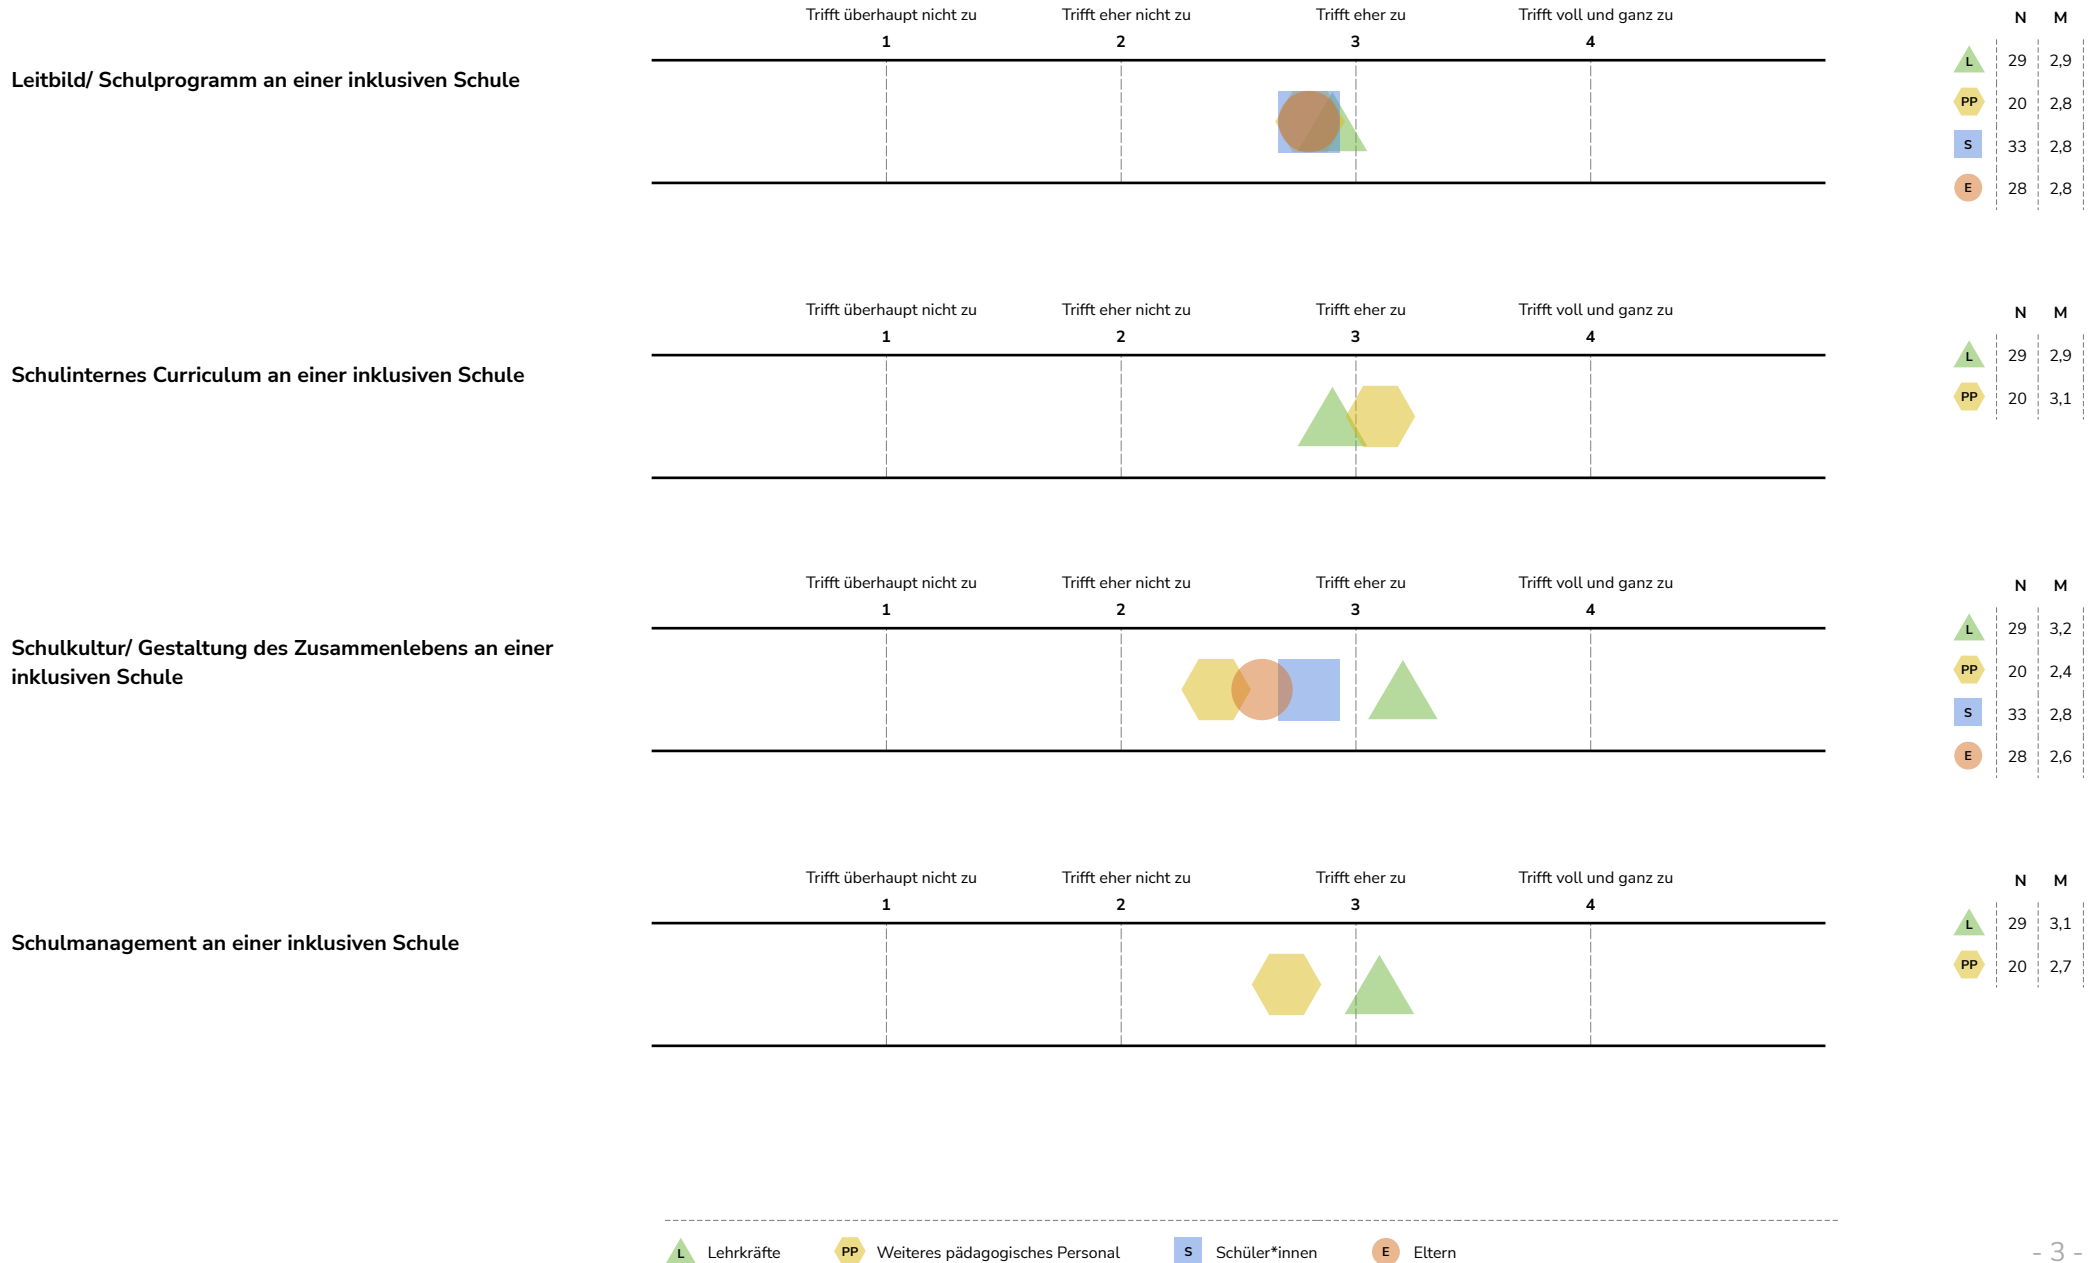 Trifft überhaupt nicht zu Trifft eher nicht zu Trifft eher zu Trifft voll und ganz zu N M
1 2 3 4
Leitbild/ Schulprogramm an einer inklusiven Schule
L 29 2,9
PP 20 2,8
S 33 2,8
E 28 2,8
Trifft überhaupt nicht zu Trifft eher nicht zu Trifft eher zu Trifft voll und ganz zu N M
1 2 3 4
Schulinternes Curriculum an einer inklusiven Schule
L 29 2,9
PP 20 3,1
Trifft überhaupt nicht zu Trifft eher nicht zu Trifft eher zu Trifft voll und ganz zu N M
1 2 3 4
Schulkultur/ Gestaltung des Zusammenlebens an einer
inklusiven Schule
L 29 3,2
PP 20 2,4
S 33 2,8
E 28 2,6
Trifft überhaupt nicht zu Trifft eher nicht zu Trifft eher zu Trifft voll und ganz zu N M
1 2 3 4
Schulmanagement an einer inklusiven Schule
L 29 3,1
PP 20 2,7
L Lehrkräfte PP Weiteres pädagogisches Personal S Schüler*innen E Eltern
- 3 -